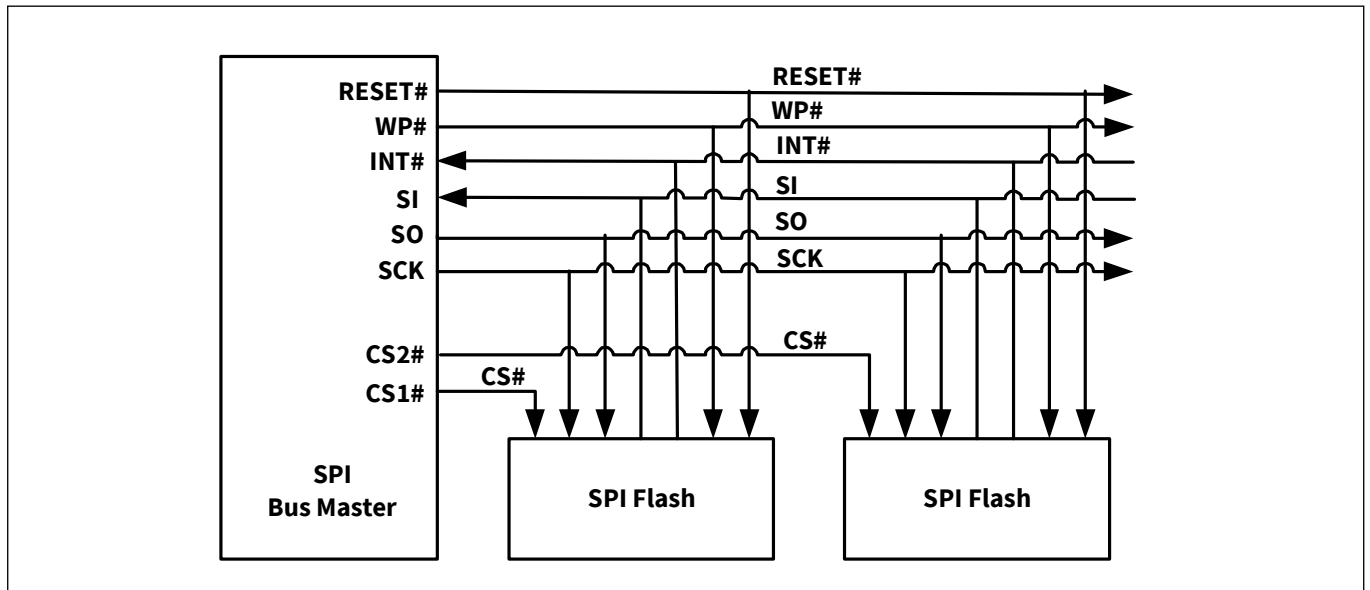 RESET#
RESET#
WP#
WP#
INT#
INT#
SI
SI
SO
SO
SCK
SCK
CS2#
CS#
CS1#
CS#
SPI
Bus Master
SPI Flash
SPI Flash